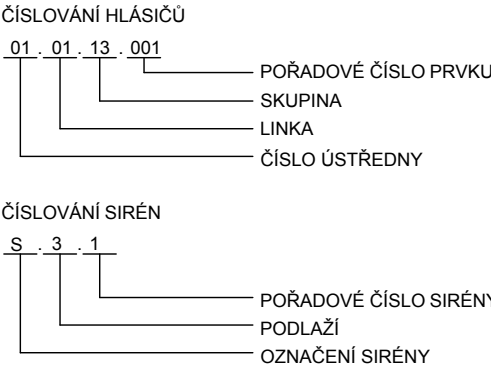 ČÍSLOVÁNÍ HLÁSIČŮ
01 . 01 . 13 . 001
POŘADOVÉ ČÍSLO PRVKU
SKUPINA
LINKA
ČÍSLO ÚSTŘEDNY
ČÍSLOVÁNÍ SIRÉN
S . 3 . 1
POŘADOVÉ ČÍSLO SIRÉNY
PODLAŽÍ
OZNAČENÍ SIRÉNY